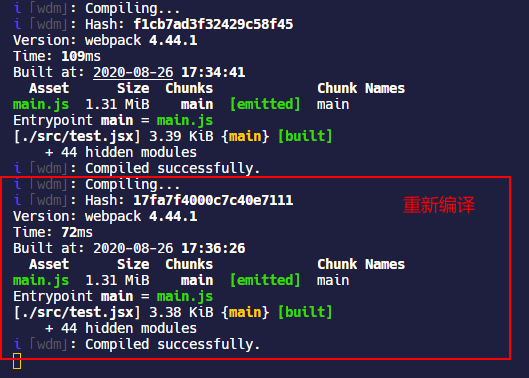 i ｢wdm｣: Compiling...
i ｢wdm｣: Hash: f1cb7ad3f32429c58f45
Version: webpack 4.44.1
Time: 109ms
Built at: 2020-08-26 17:34:41
Asset Size Chunks Chunk Names
main.js 1.31 MiB main [emitted] main
Entrypoint main = main.js
[./src/test.jsx] 3.39 KiB {main} [built]
+ 44 hidden modules
i ｢wdm｣: Compiled successfully.
i ｢wdm｣: Compiling...
i ｢wdm｣: Hash: 17fa7f4000c7c40e7111
重新编译
Version: webpack 4.44.1
Time: 72ms
Built at: 2020-08-26 17:36:26
Asset Size Chunks Chunk Names
main.js 1.31 MiB main [emitted] main
Entrypoint main = main.js
[./src/test.jsx] 3.38 KiB {main} [built]
+ 44 hidden modules
i ｢wdm｣: Compiled successfully.